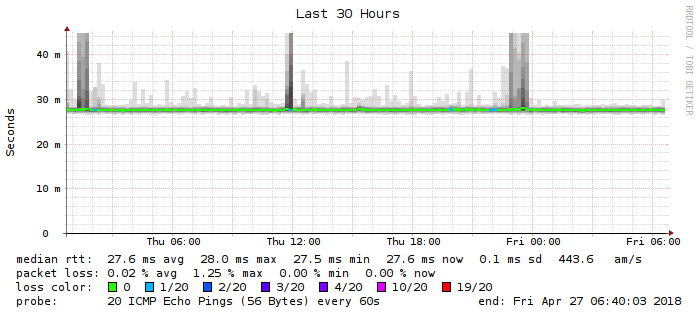 Last 30 Hours
RRDTOOL / TOBI OETIKER
Seconds
40 m
30 m
20 m
10 m
0
Thu 06:00 Thu 12:00 Thu 18:00 Fri 00:00 Fri 06:00
median rtt: 27.6 ms avg 28.0 ms max 27.5 ms min 27.6 ms now 0.1 ms sd 443.6 am/s
packet loss: 0.02 % avg 1.25 % max 0.00 % min 0.00 % now
loss color: 0 1/20 2/20 3/20 4/20 10/20 19/20
probe: 20 ICMP Echo Pings (56 Bytes) every 60s end: Fri Apr 27 06:40:03 2018